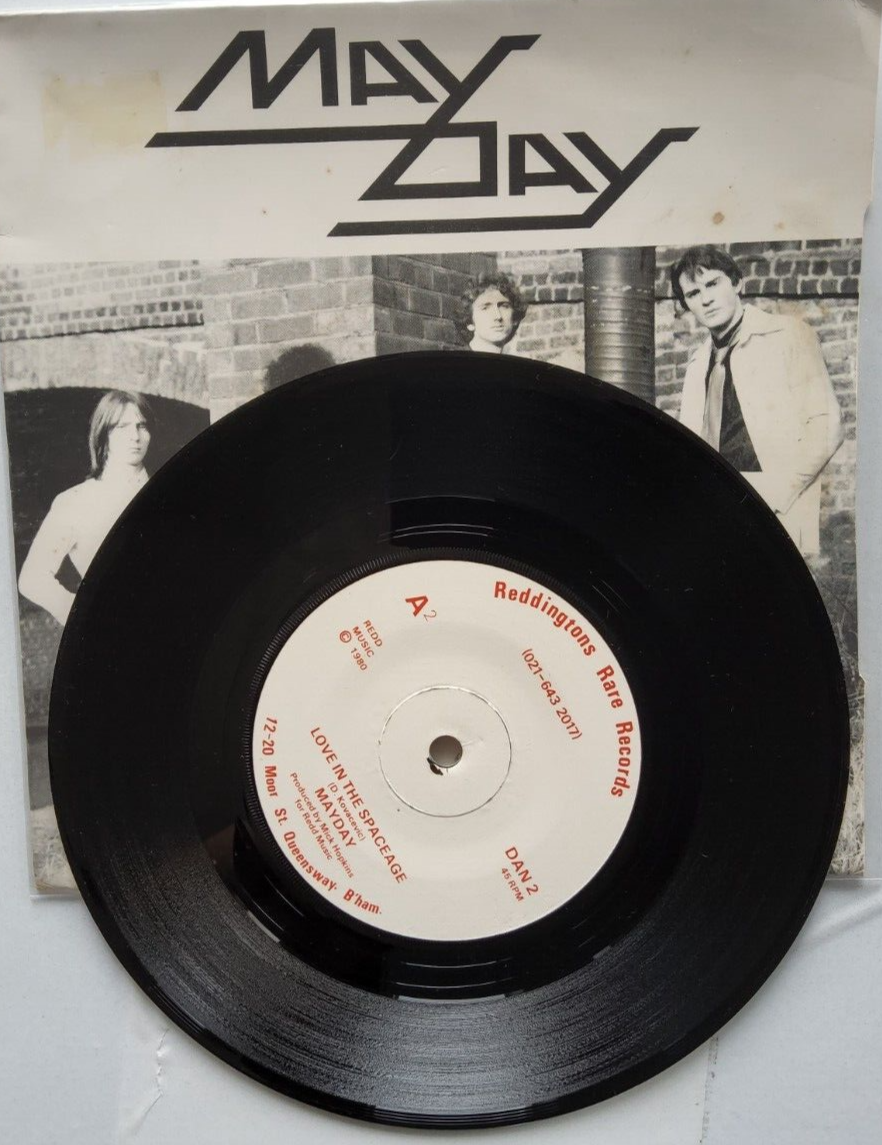 MAY
DAY
Reddingtons Rare Records
(021-643 2017)
A2
REDD
MUSIC
© 1980
DAN 2
45 RPM
LOVE IN THE SPACEAGE
(D. Kovacevic)
MAYDAY
Produced by Mick Hopkins
for Redd Music
12-20 Moor St. Queensway- B'ham.